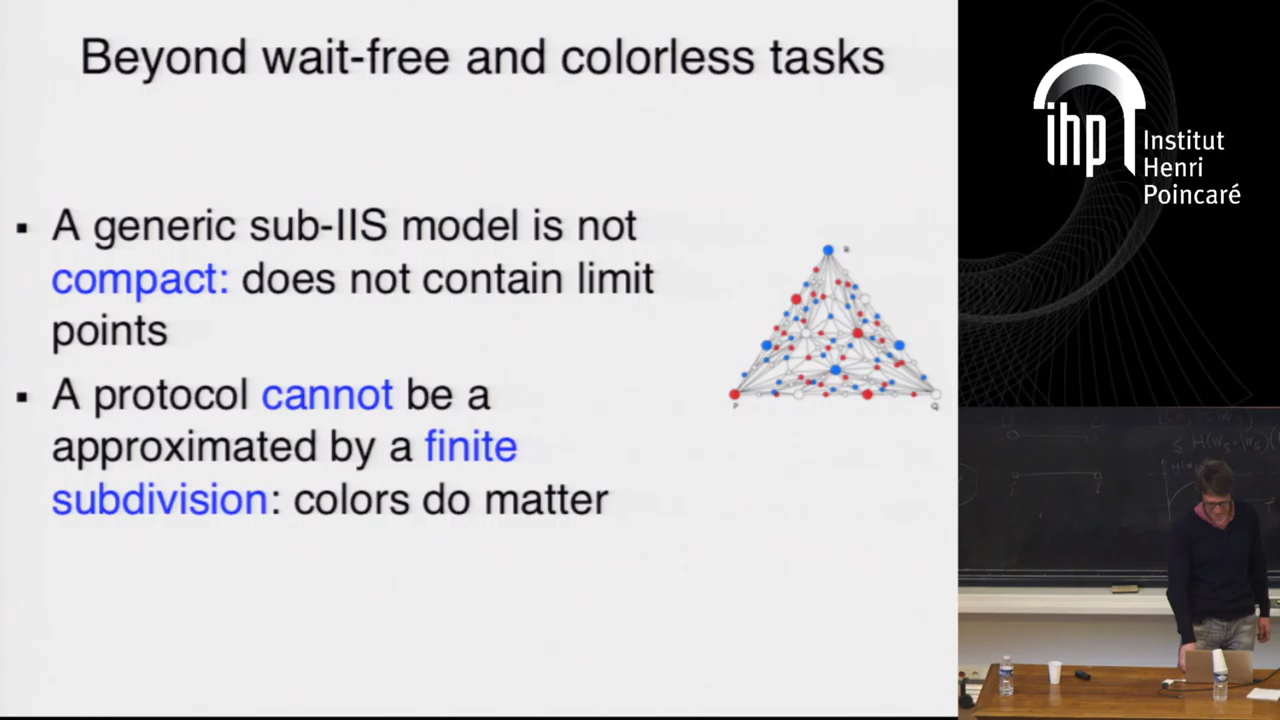 Beyond wait-free and colorless tasks
▪ A generic sub-IIS model is not
compact: does not contain limit
points
▪ A protocol cannot be a
approximated by a finite
subdivision: colors do matter
R
P
Q
ihp
Institut
Henri
Poincaré